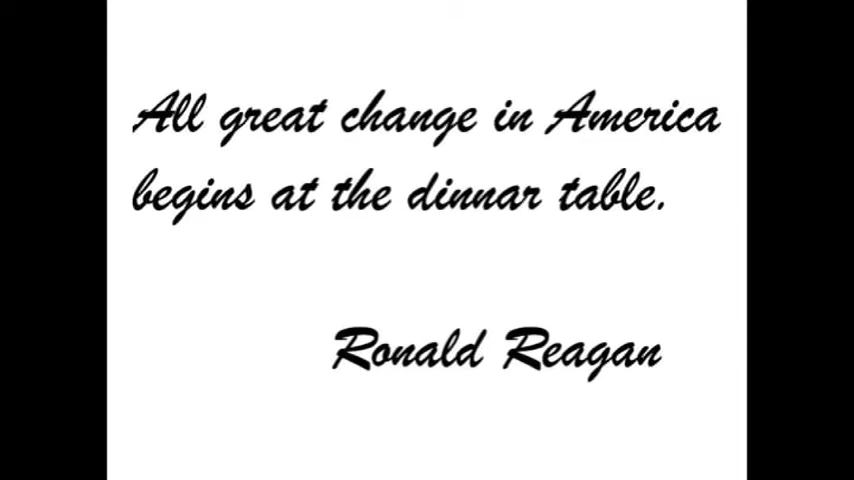 All great change in America
begins at the dinnar table.
Ronald Reagan